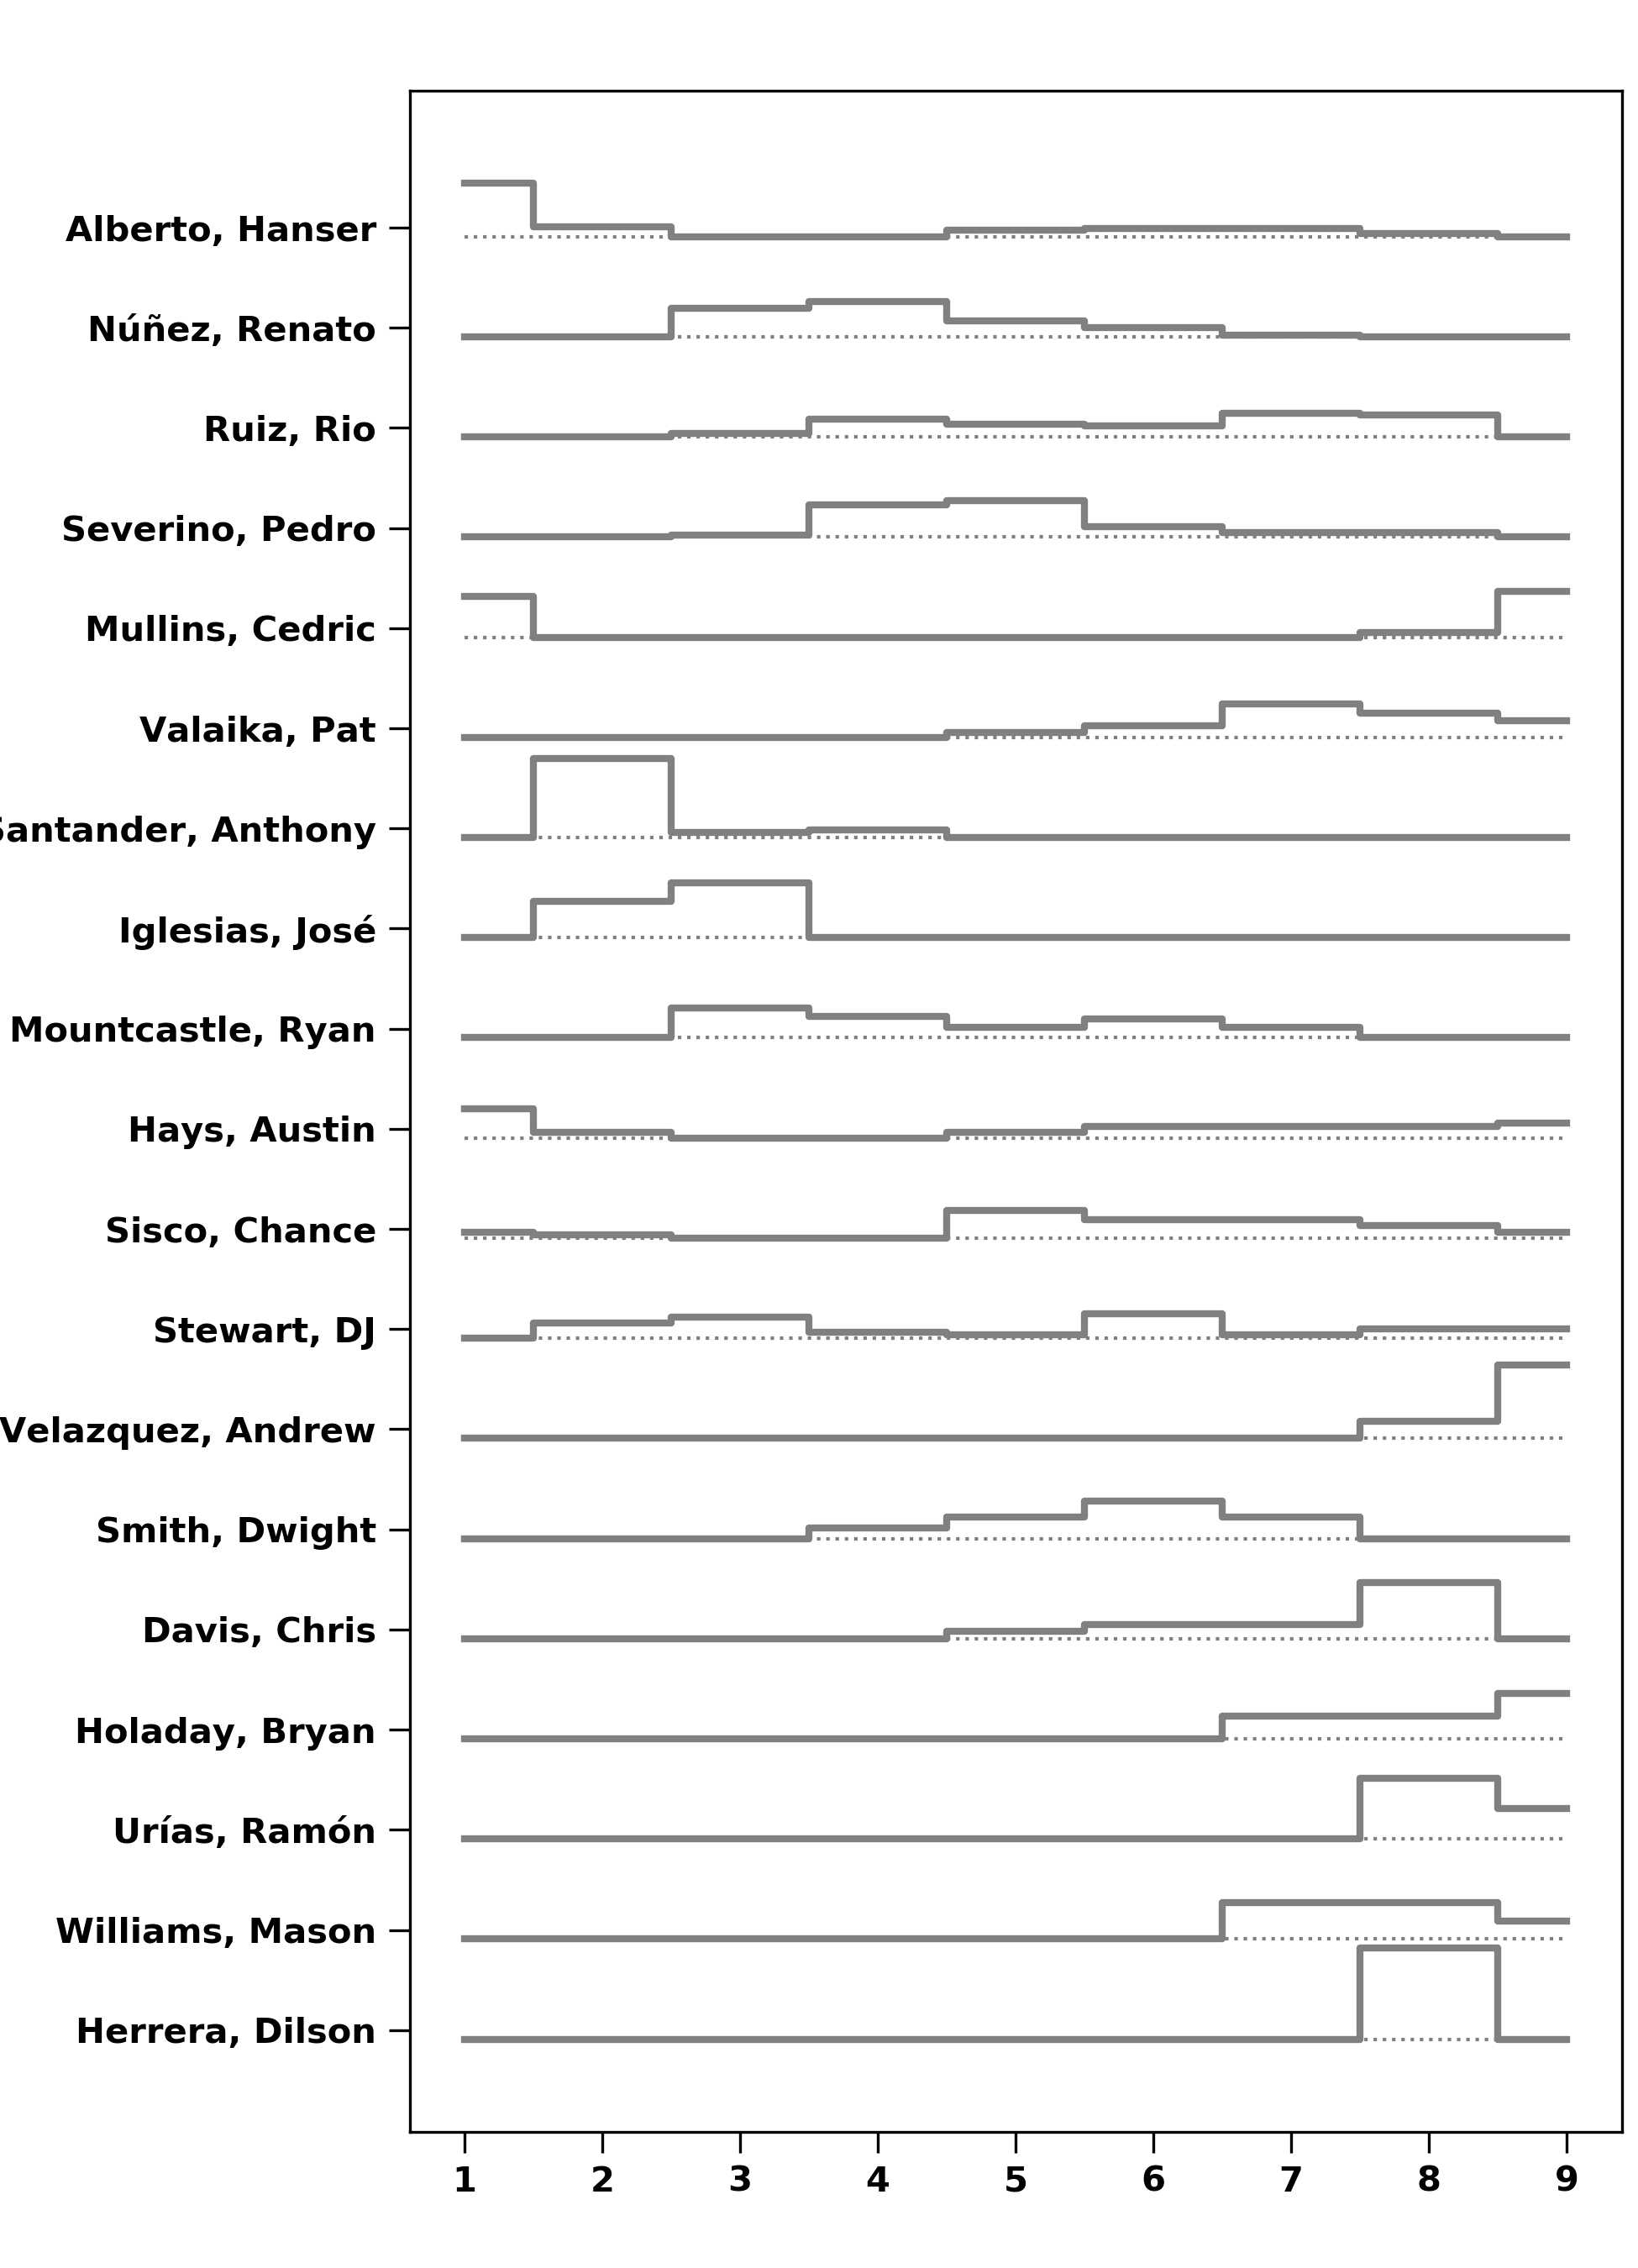 Alberto, Hanser
Núñez, Renato
Ruiz, Rio
Severino, Pedro
Mullins, Cedric
Valaika, Pat
Santander, Anthony
Iglesias, José
Mountcastle, Ryan
Hays, Austin
Sisco, Chance
Stewart, DJ
Velazquez, Andrew
Smith, Dwight
Davis, Chris
Holaday, Bryan
Urías, Ramón
Williams, Mason
Herrera, Dilson
1 2 3 4 5 6 7 8 9